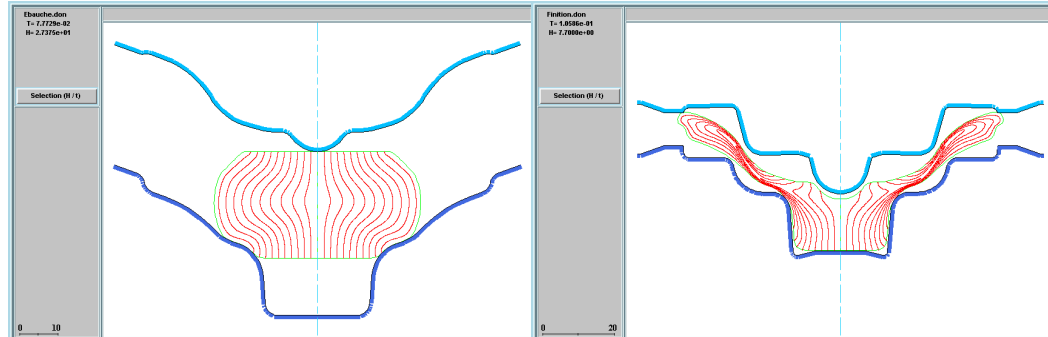 Ebauche.don
T= 7.7729e-02
H= 2.7375e+01
Selection (H / t)
0 10
Finition.don
T= 1.0586e-01
H= 7.7000e+00
Selection (H / t)
0 20